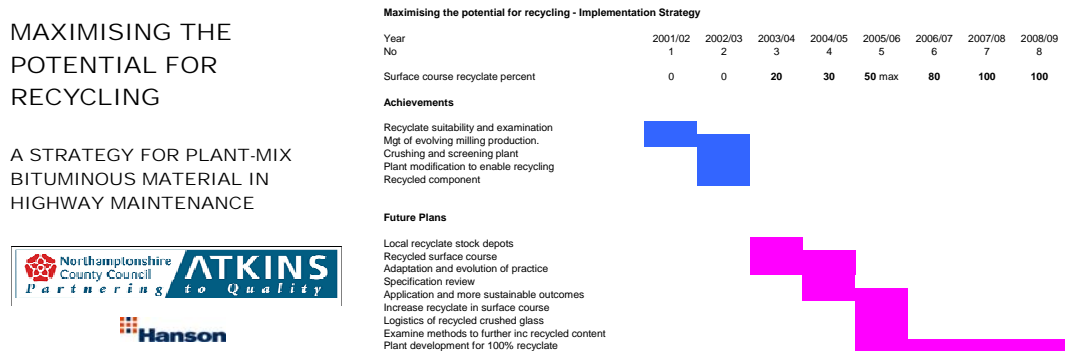 MAXIMISING THE
POTENTIAL FOR
RECYCLING
A STRATEGY FOR PLANT-MIX
BITUMINOUS MATERIAL IN
HIGHWAY MAINTENANCE
Northamptonshire
County Council
ATKINS
Partnering to Quality
Hanson
Maximising the potential for recycling - Implementation Strategy
Year 2001/02 2002/03 2003/04 2004/05 2005/06 2006/07 2007/08 2008/09
No 1 2 3 4 5 6 7 8
Surface course recyclate percent 0 0 20 30 50 max 80 100 100
Achievements
Recyclate suitability and examination
Mgt of evolving milling production.
Crushing and screening plant
Plant modification to enable recycling
Recycled component
Future Plans
Local recyclate stock depots
Recycled surface course
Adaptation and evolution of practice
Specification review
Application and more sustainable outcomes
Increase recyclate in surface course
Logistics of recycled crushed glass
Examine methods to further inc recycled content
Plant development for 100% recyclate